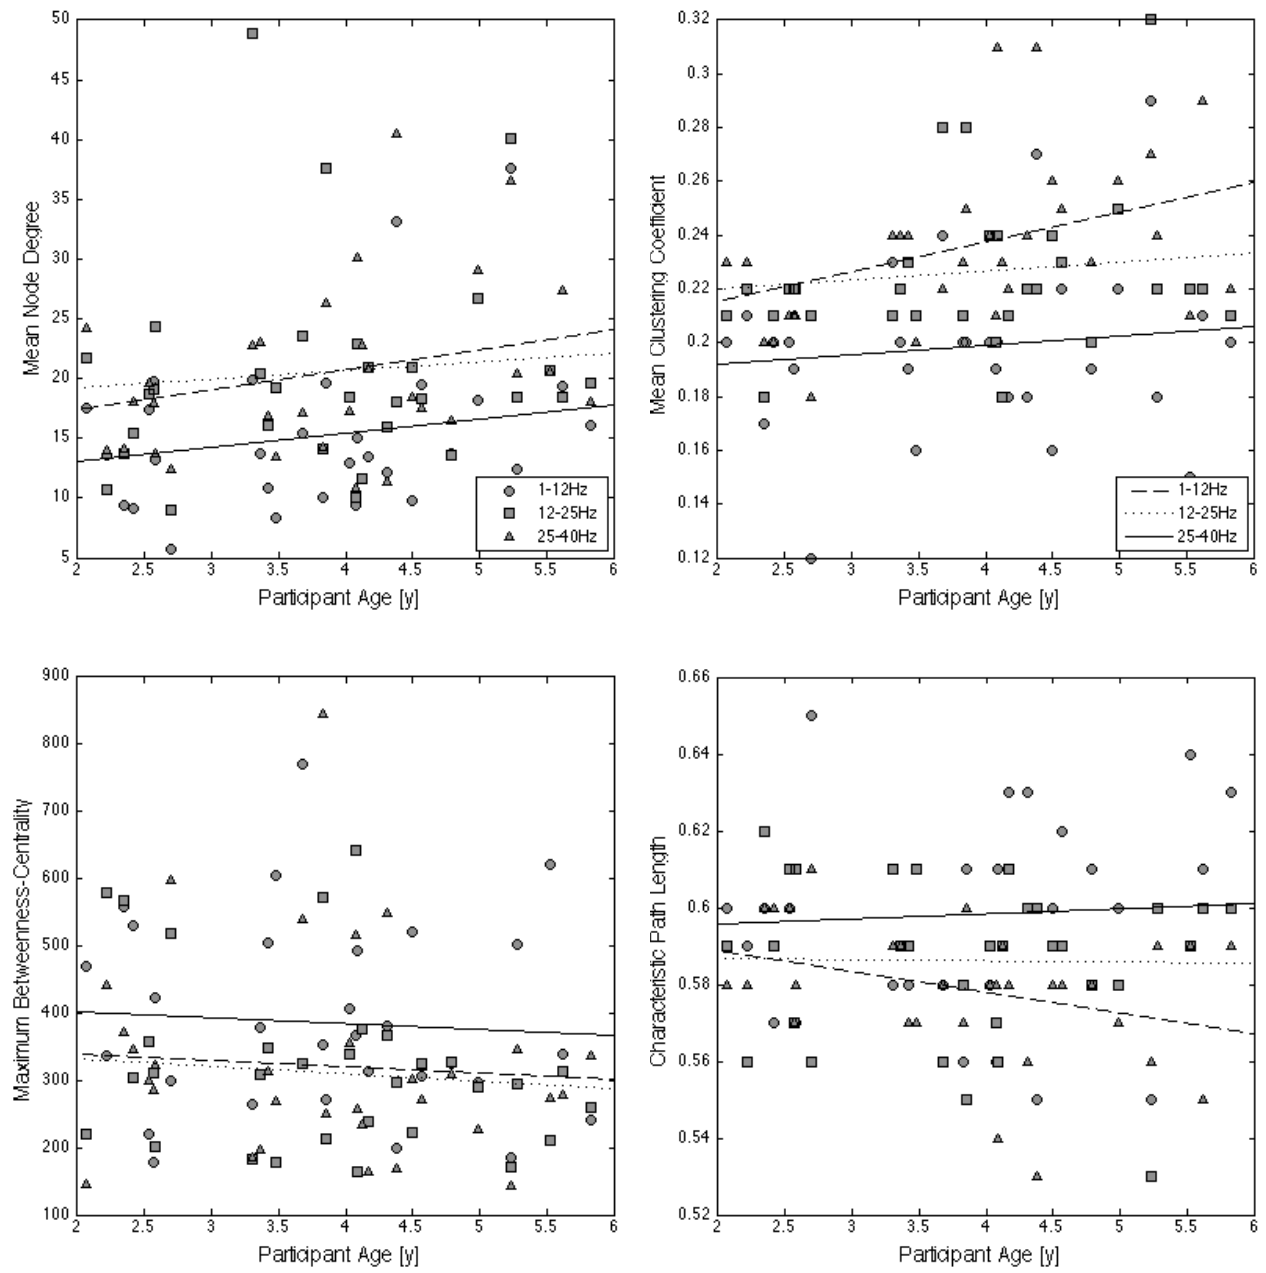 50
45
40
35
30
25
20
15
10
5
Mean Node Degree
1-12Hz
12-25Hz
25-40Hz
2 2.5 3 3.5 4 4.5 5 5.5 6
Participant Age [y]
0.32
0.3
0.28
0.26
0.24
0.22
0.2
0.18
0.16
0.14
0.12
Mean Clustering Coefficient
1-12Hz
12-25Hz
25-40Hz
2 2.5 3 3.5 4 4.5 5 5.5 6
Participant Age [y]
900
800
700
600
500
400
300
200
100
Maximum Betweenness-Centrality
2 2.5 3 3.5 4 4.5 5 5.5 6
Participant Age [y]
0.66
0.64
0.62
0.6
0.58
0.56
0.54
0.52
Characteristic Path Length
2 2.5 3 3.5 4 4.5 5 5.5 6
Participant Age [y]